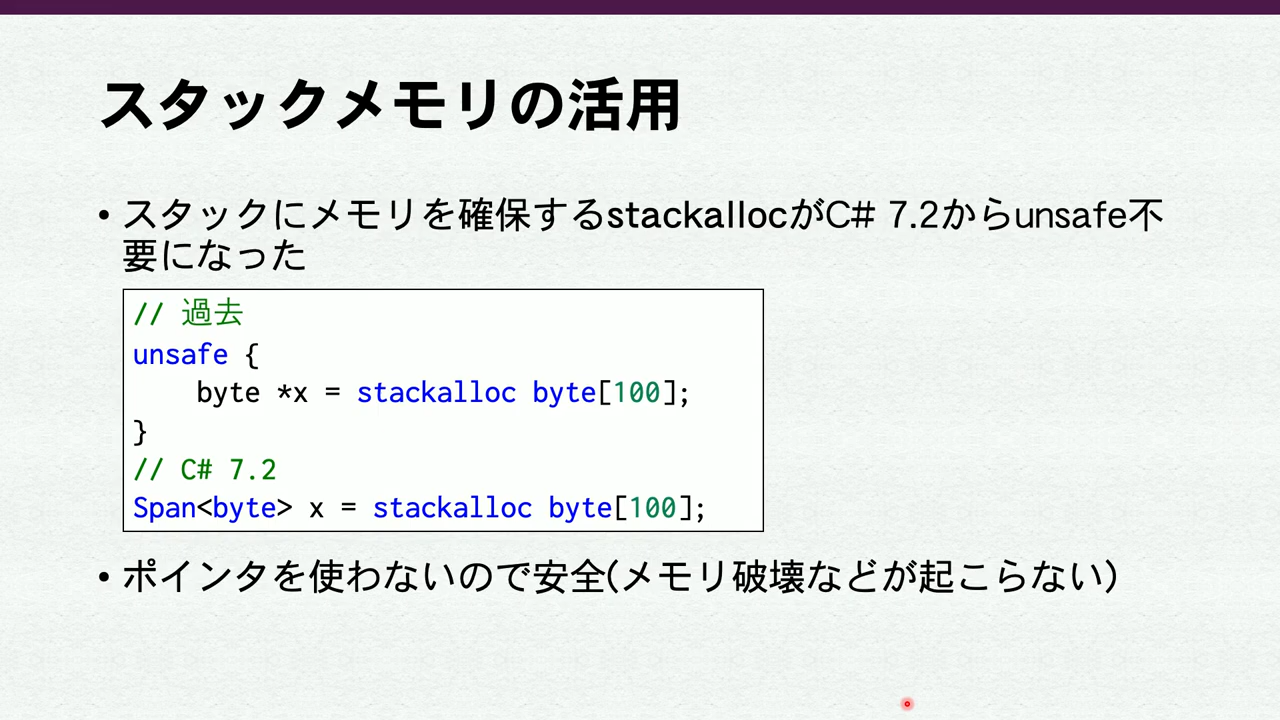 スタックメモリの活用
• スタックにメモリを確保するstackallocがC# 7.2からunsafe不
要になった
// 過去
unsafe {
    byte *x = stackalloc byte[100];
}
// C# 7.2
Span<byte> x = stackalloc byte[100];
• ポインタを使わないので安全(メモリ破壊などが起こらない)